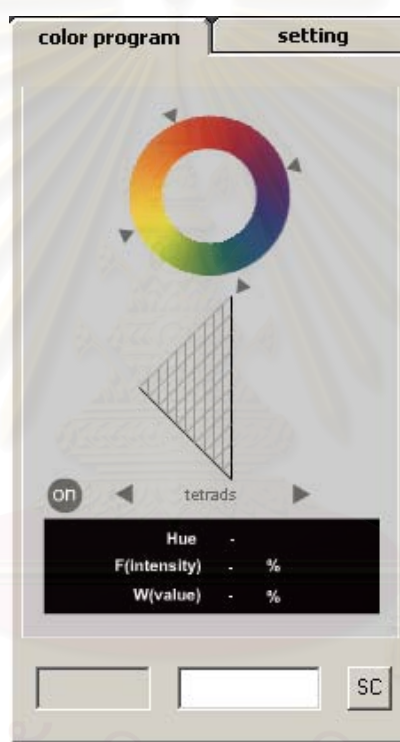 color program setting
on tetrads
Hue -
F(intensity) - %
W(value) - %
SC